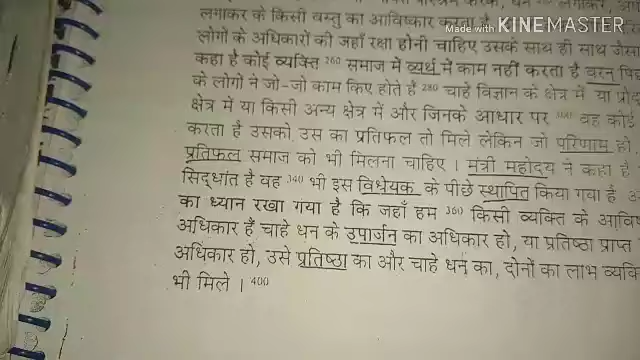 लगाकर के किसी वस्तु का आविष्कार करता है
Made with KINEMASTER
लोगों के अधिकारों की जहाँ रक्षा होनी चाहिए उसके साथ ही साथ
कहा है कोई व्यक्ति 260 समाज में व्यर्थ में काम नहीं करता है वरन्
के लोगों ने जो-जो काम किए होते हैं 280 चाहे विज्ञान के क्षेत्र में या
क्षेत्र में या किसी अन्य क्षेत्र में और जिनके आधार पर 300 वह कोई
करता है उसको, उस का प्रतिफल तो मिले लेकिन जो परिणाम हो
प्रतिफल समाज को भी मिलना चाहिए । मंत्री महोदय ने कहा है
सिद्धांत है वह 340 भी इस विधेयक के पीछे स्थापित किया गया है
का ध्यान रखा गया है कि जहाँ हम 360 किसी व्यक्ति के
अधिकार हैं चाहे धन के उपार्जन का अधिकार हो, या प्रतिष्ठा प्राप्त
अधिकार हो, उसे प्रतिष्ठा का और चाहे धन का, दोनों का लाभ
भी मिले । 400